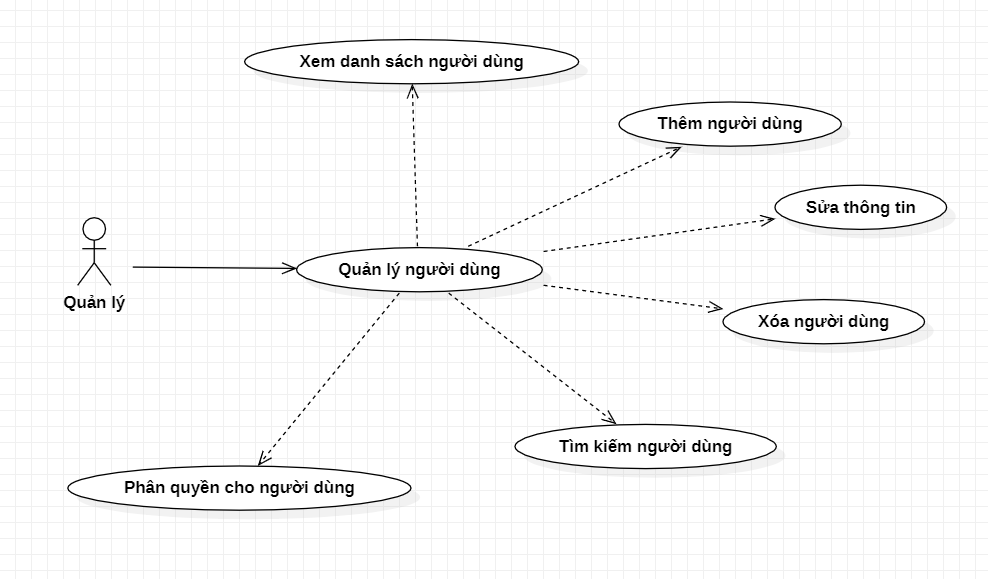 Xem danh sách người dùng
Thêm người dùng
Sửa thông tin
Quản lý người dùng
Quản lý
Xóa người dùng
Tìm kiếm người dùng
Phân quyền cho người dùng